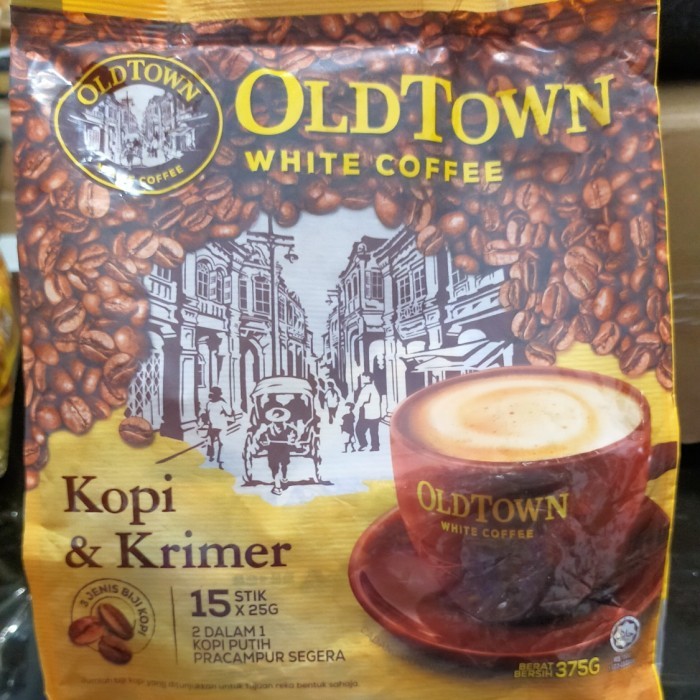 OLDTOWN
WHITE COFFEE
OLDTOWN
WHITE COFFEE
OLDTOWN
WHITE COFFEE
Kopi
& Krimer
3 JENIS BIJI KOPI
15 STIK
X 25G
2 DALAM 1
KOPI PUTIH
PRACAMPUR SEGERA
BERAT
BERSIH 375G